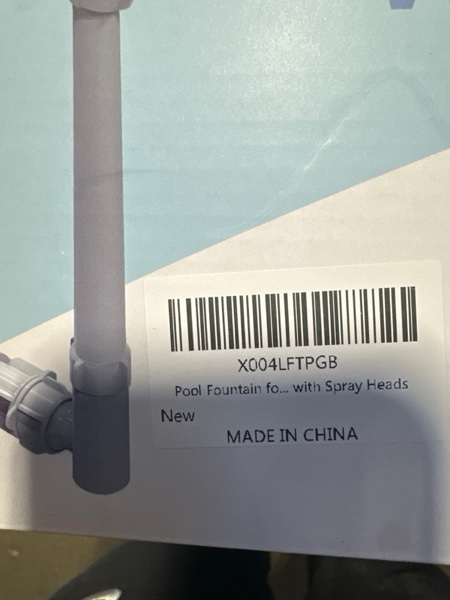 X004LFTPGB
Pool Fountain fo... with Spray Heads
New
MADE IN CHINA